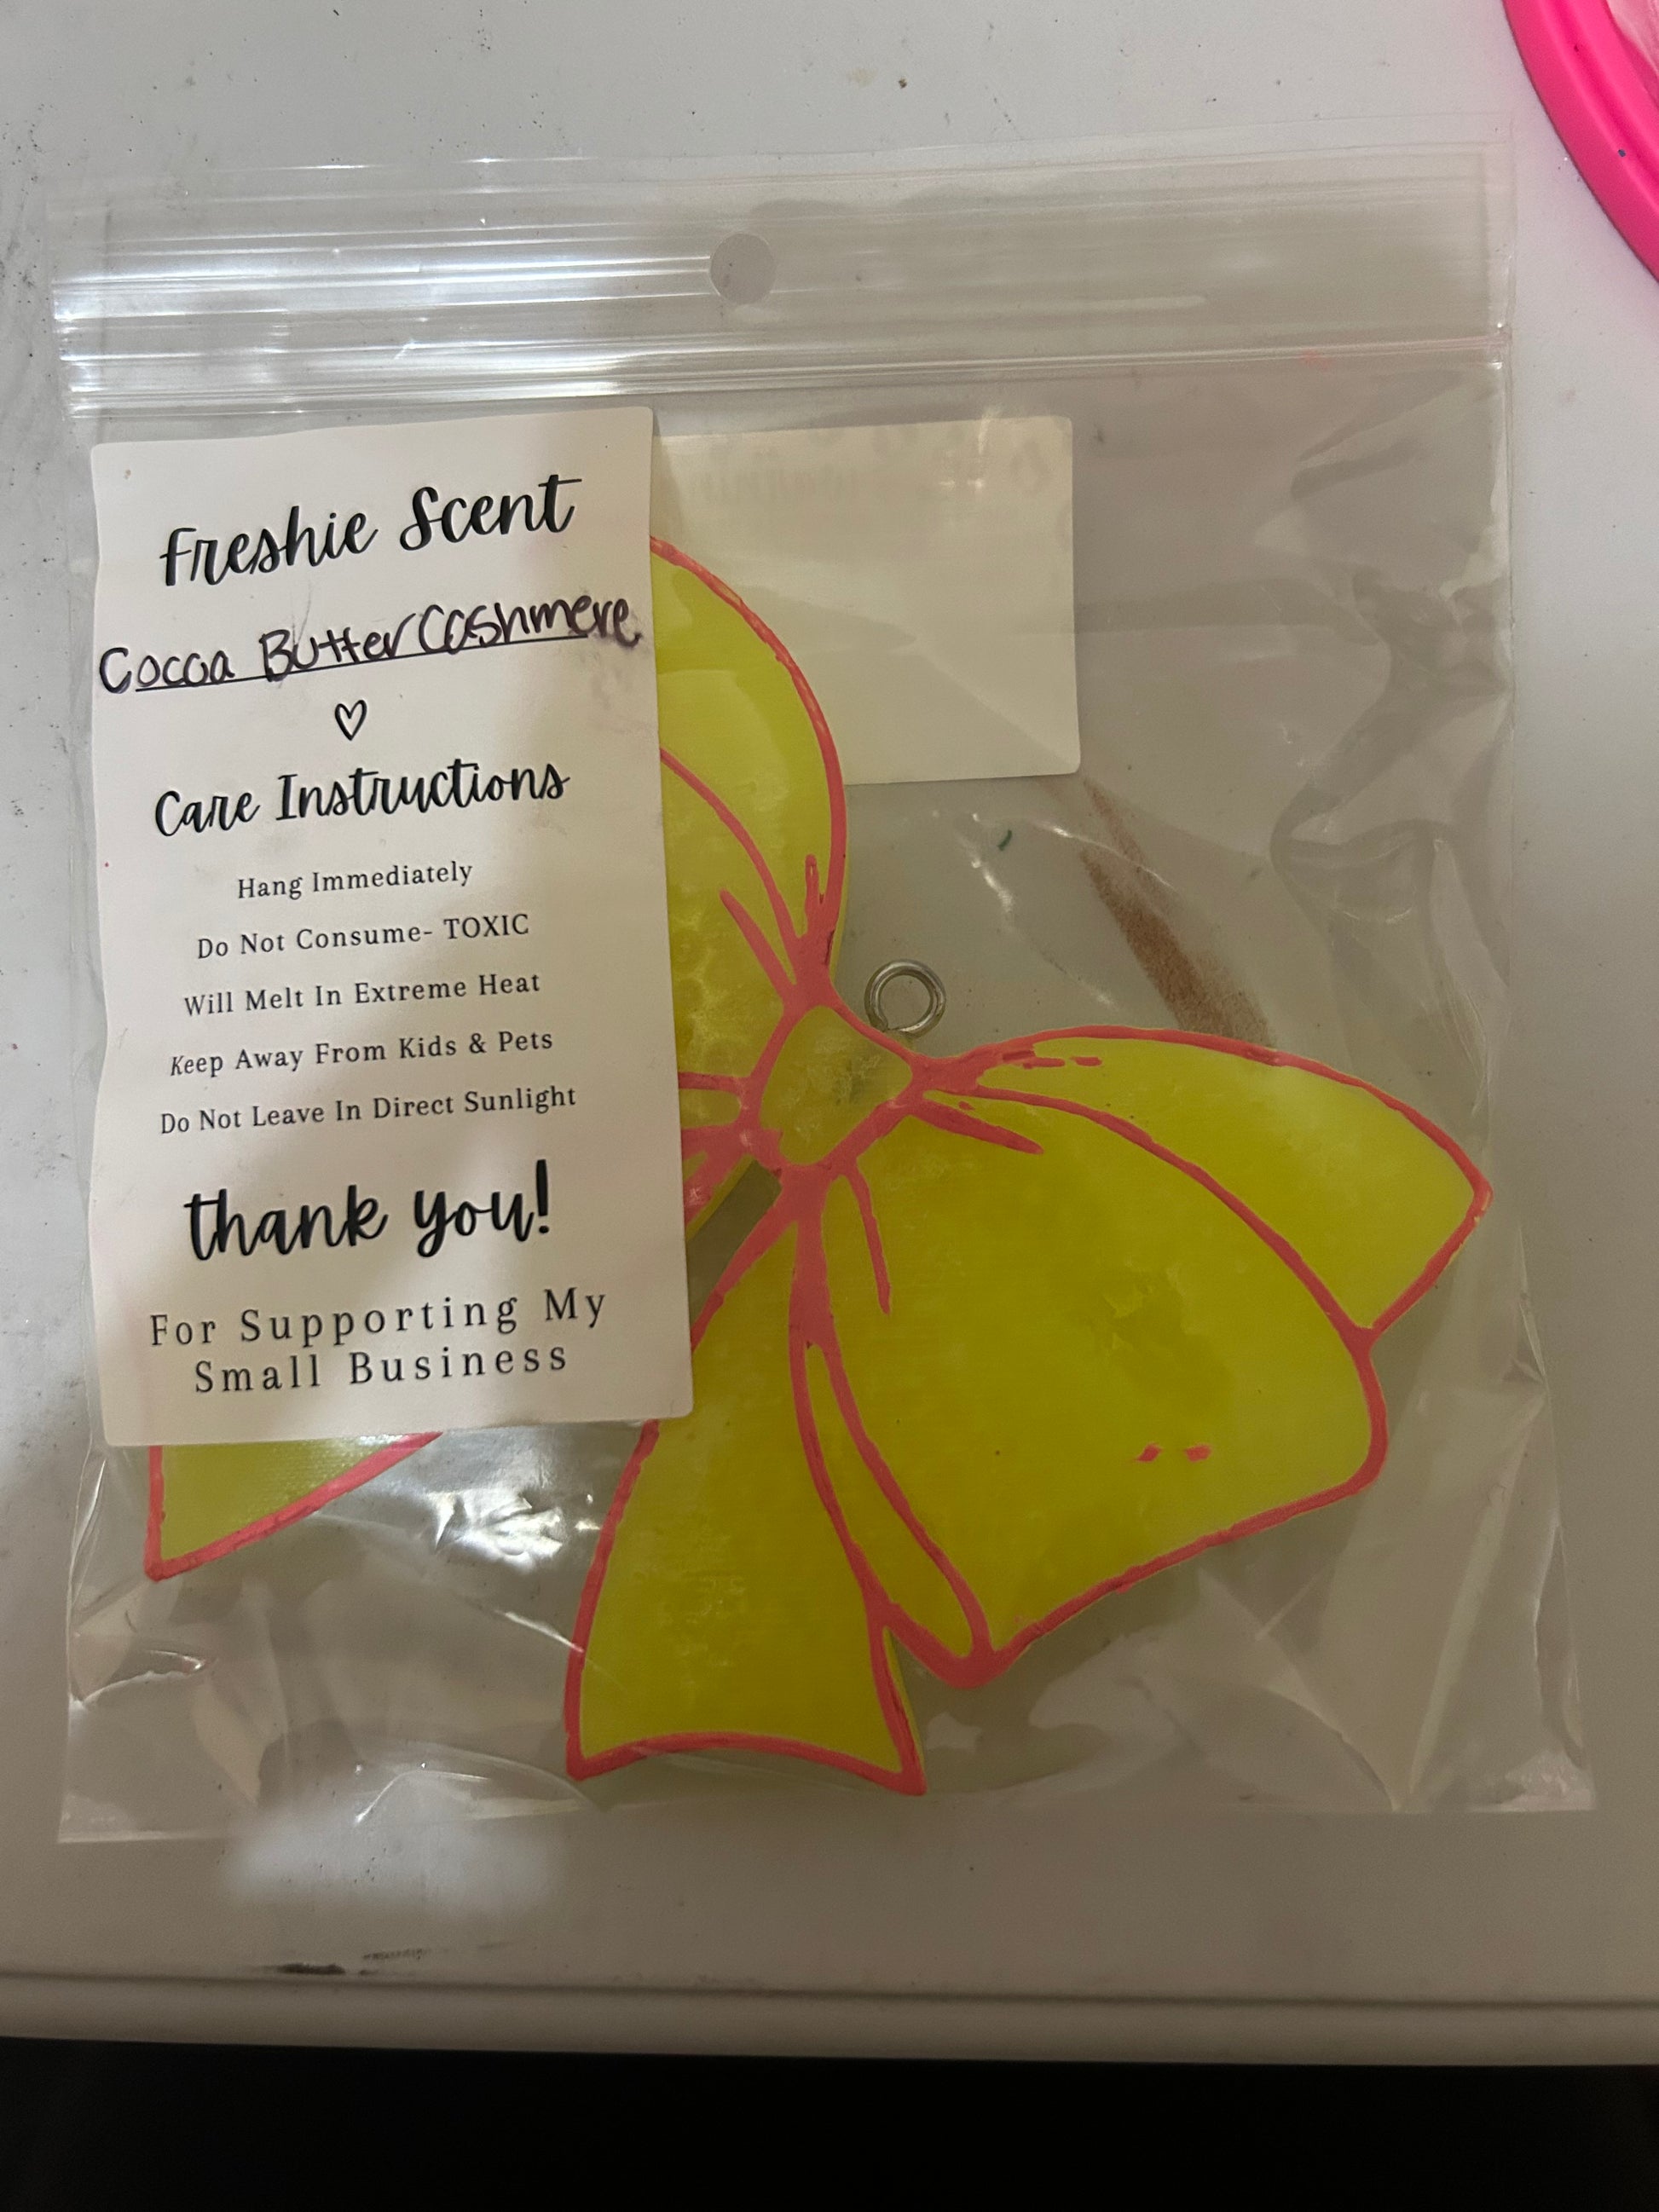 Freshie Scent
Cocoa Butter Cashmere
♡
Care Instructions
Hang Immediately
Do Not Consume- TOXIC
Will Melt In Extreme Heat
Keep Away From Kids & Pets
Do Not Leave In Direct Sunlight
thank you!
For Supporting My
Small Business